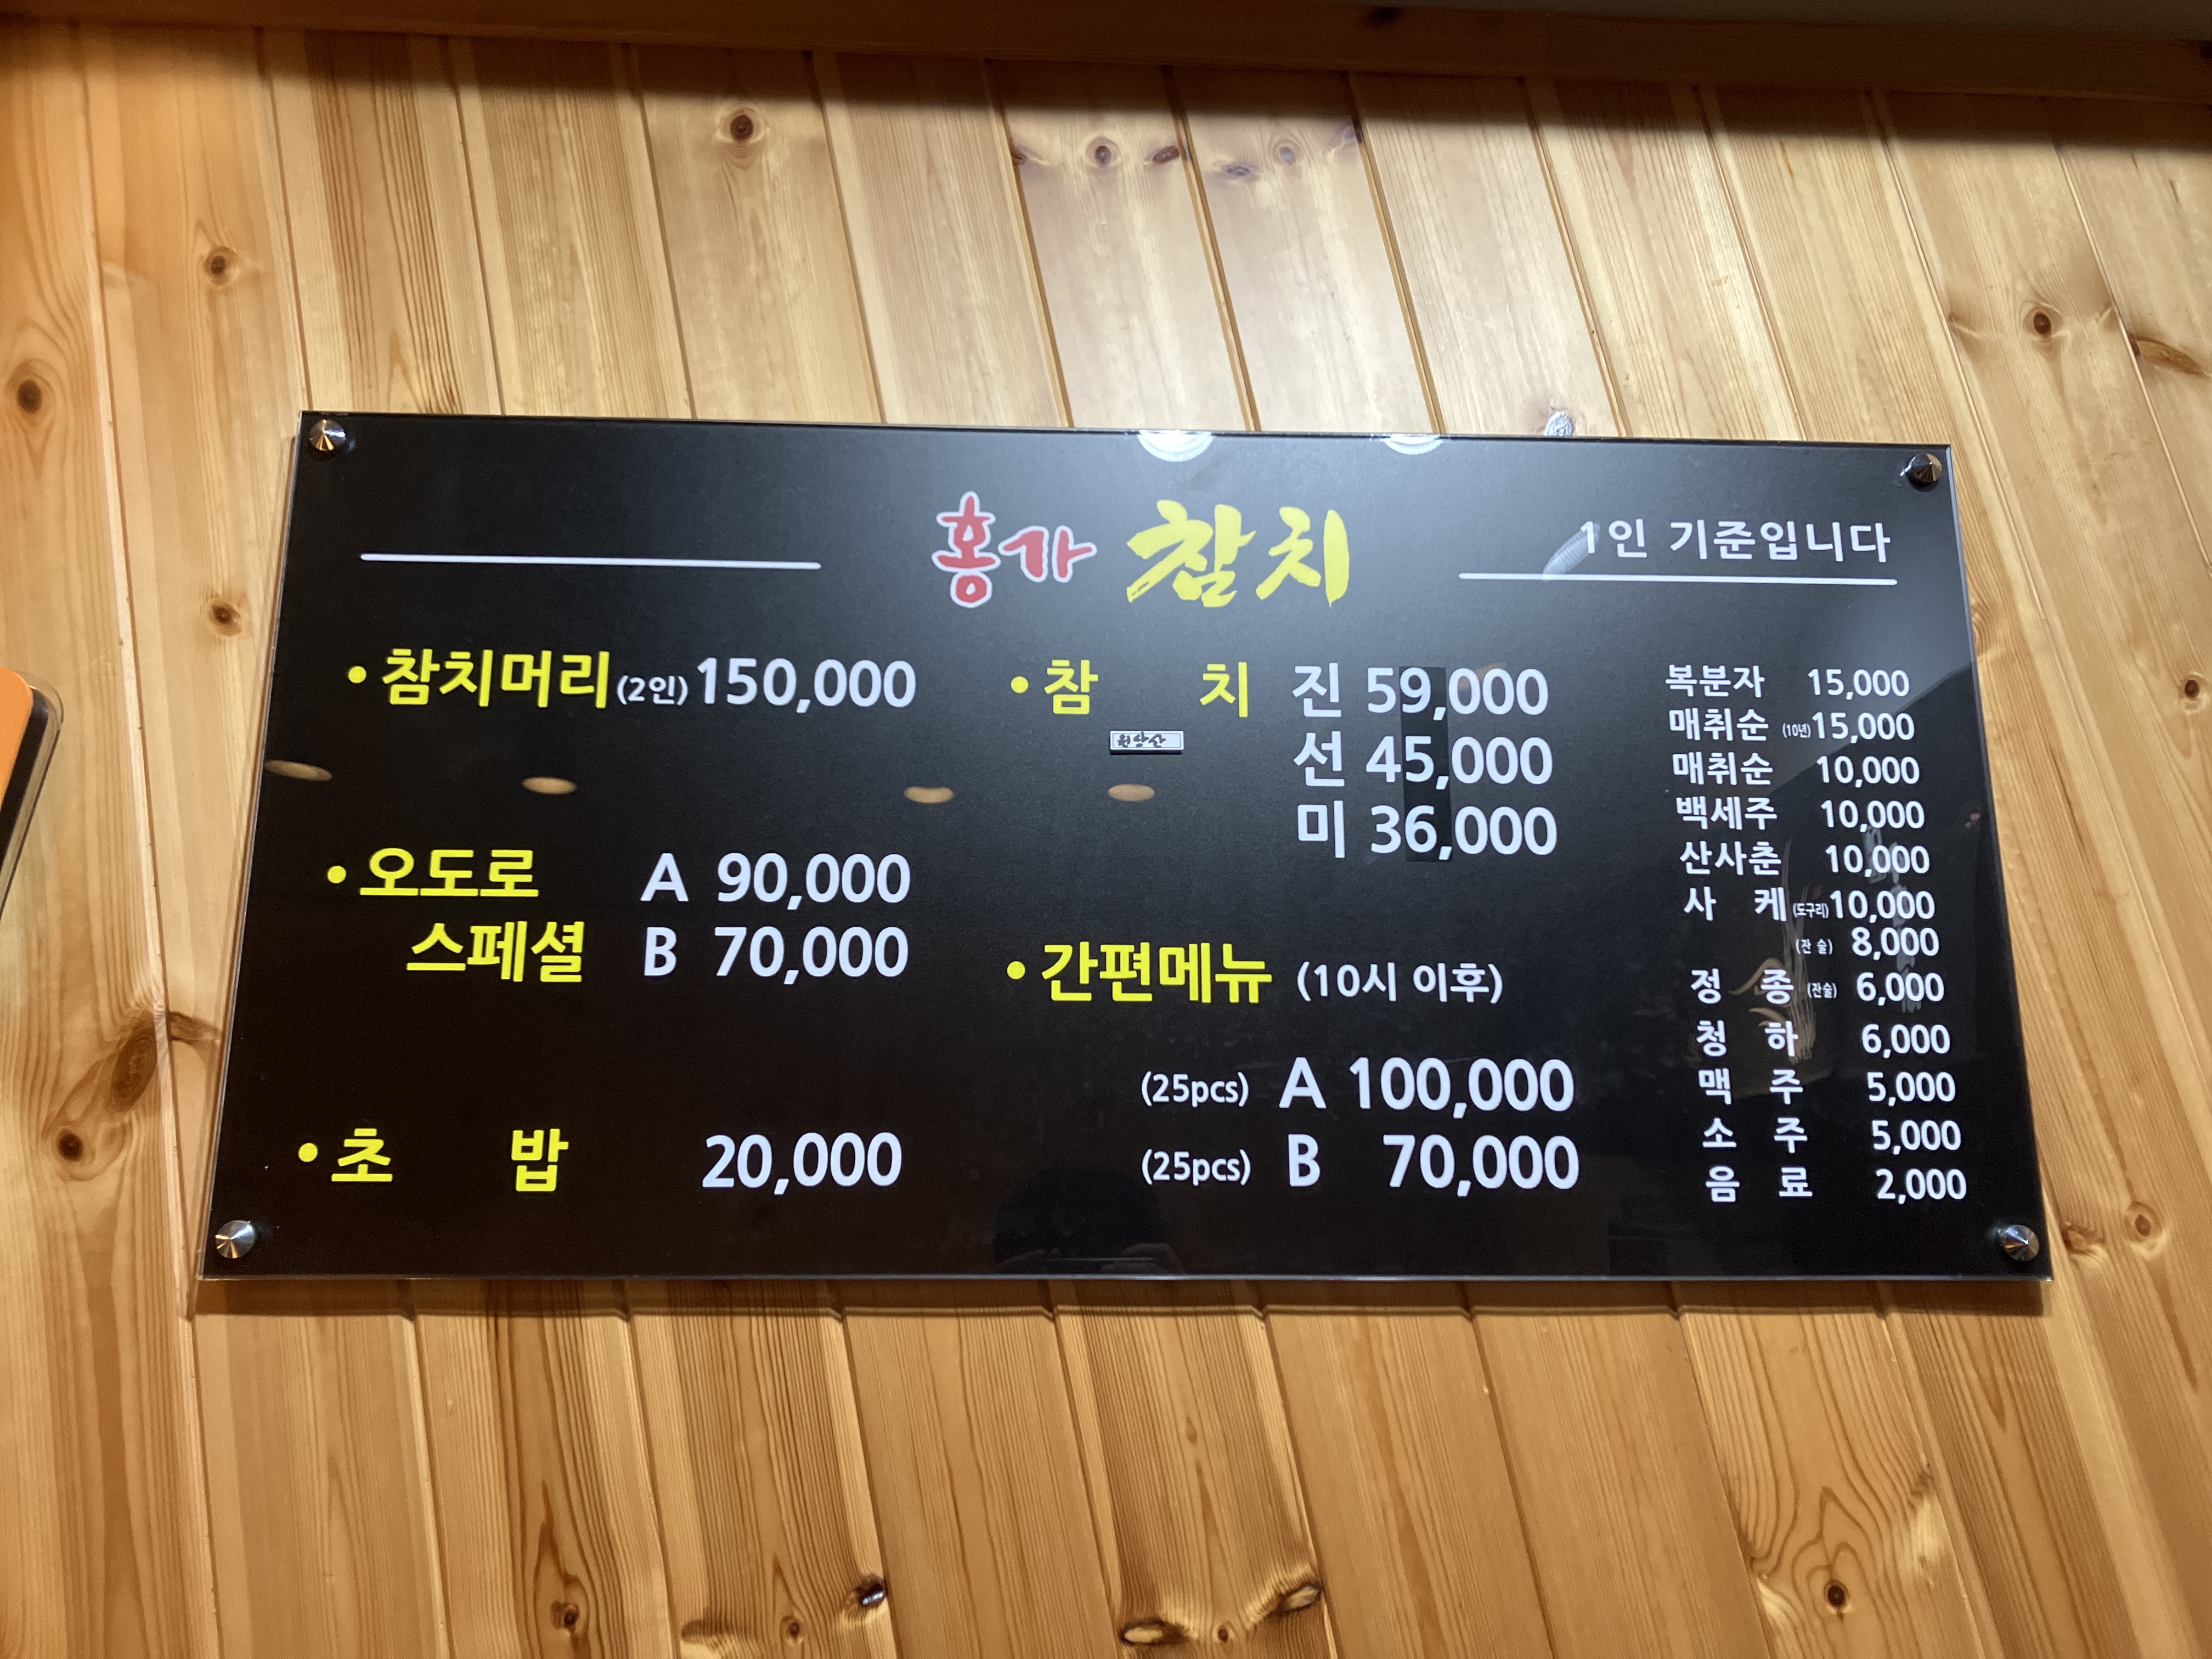 홍가 참치
1인 기준입니다
• 참치머리 (2인) 150,000
• 오도로 A 90,000
스페셜 B 70,000
• 초 밥 20,000
• 참 치 진 59,000
원양산
선 45,000
미 36,000
• 간편메뉴 (10시 이후)
(25pcs) A 100,000
(25pcs) B 70,000
복분자 15,000
매취순 (10년) 15,000
매취순 10,000
백세주 10,000
산사춘 10,000
사 케 (도구리) 10,000
(잔 술) 8,000
정 종 (잔술) 6,000
청 하 6,000
맥 주 5,000
소 주 5,000
음 료 2,000